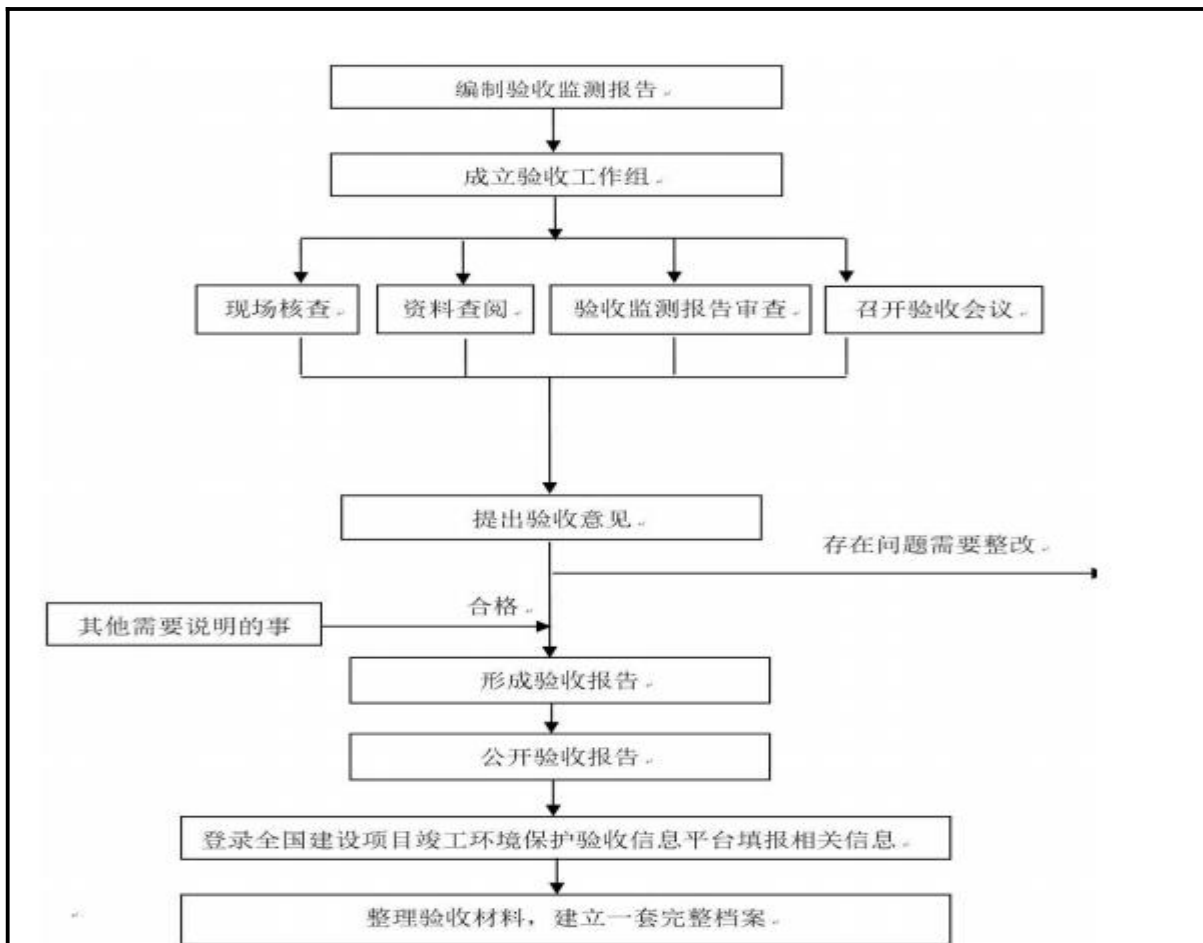 编制验收监测报告
成立验收工作组
现场核查
资料查阅
验收监测报告审查
召开验收会议
提出验收意见
存在问题需要整改
合格
其他需要说明的事
形成验收报告
公开验收报告
登录全国建设项目竣工环境保护验收信息平台填报相关信息
整理验收材料，建立一套完整档案